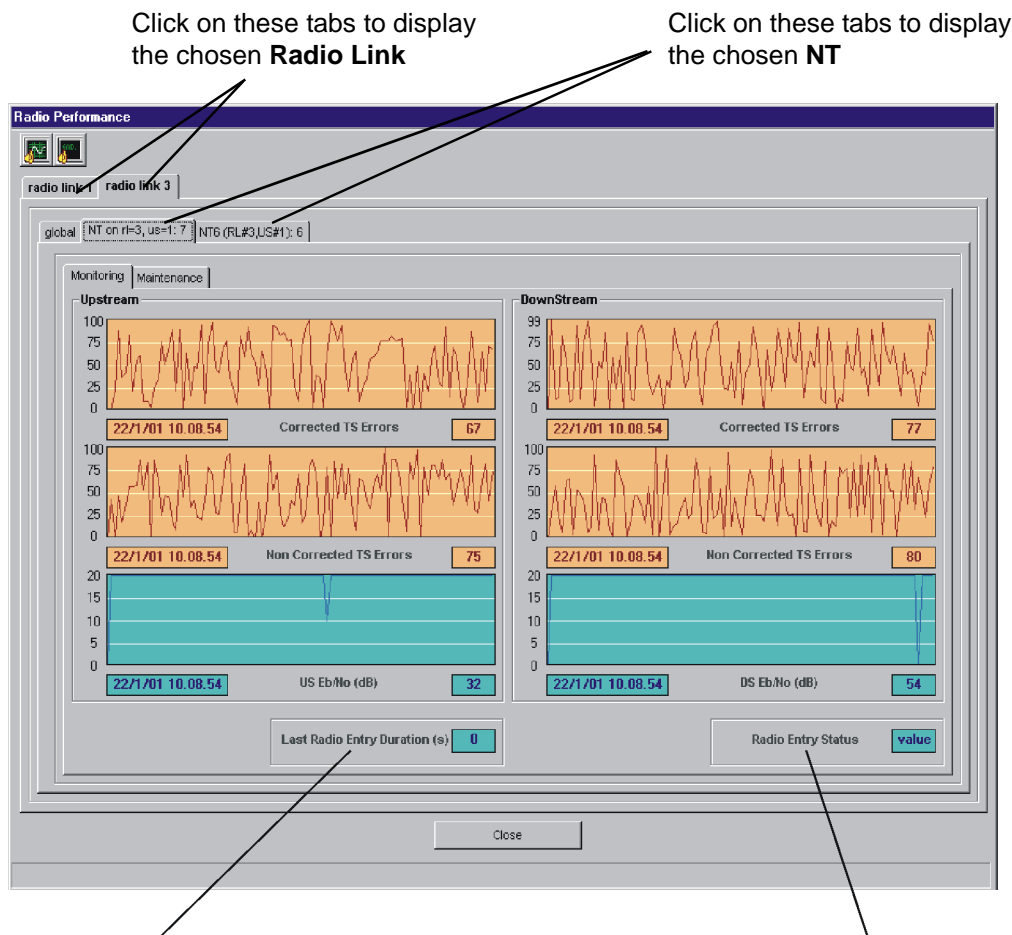 Click on these tabs to display
the chosen Radio Link
Click on these tabs to display
the chosen NT
Radio Performance
radio link 1
radio link 3
global
NT on rl=3, us=1: 7
NT6 (RL#3,US#1): 6
Monitoring
Maintenance
Upstream
100
75
50
25
0
22/1/01 10.08.54
Corrected TS Errors
67
100
75
50
25
0
22/1/01 10.08.54
Non Corrected TS Errors
75
20
15
10
5
0
22/1/01 10.08.54
US Eb/No (dB)
32
DownStream
99
75
50
25
0
22/1/01 10.08.54
Corrected TS Errors
77
100
75
50
25
0
22/1/01 10.08.54
Non Corrected TS Errors
80
20
15
10
5
0
22/1/01 10.08.54
DS Eb/No (dB)
54
Last Radio Entry Duration (s)
0
Radio Entry Status
value
Close